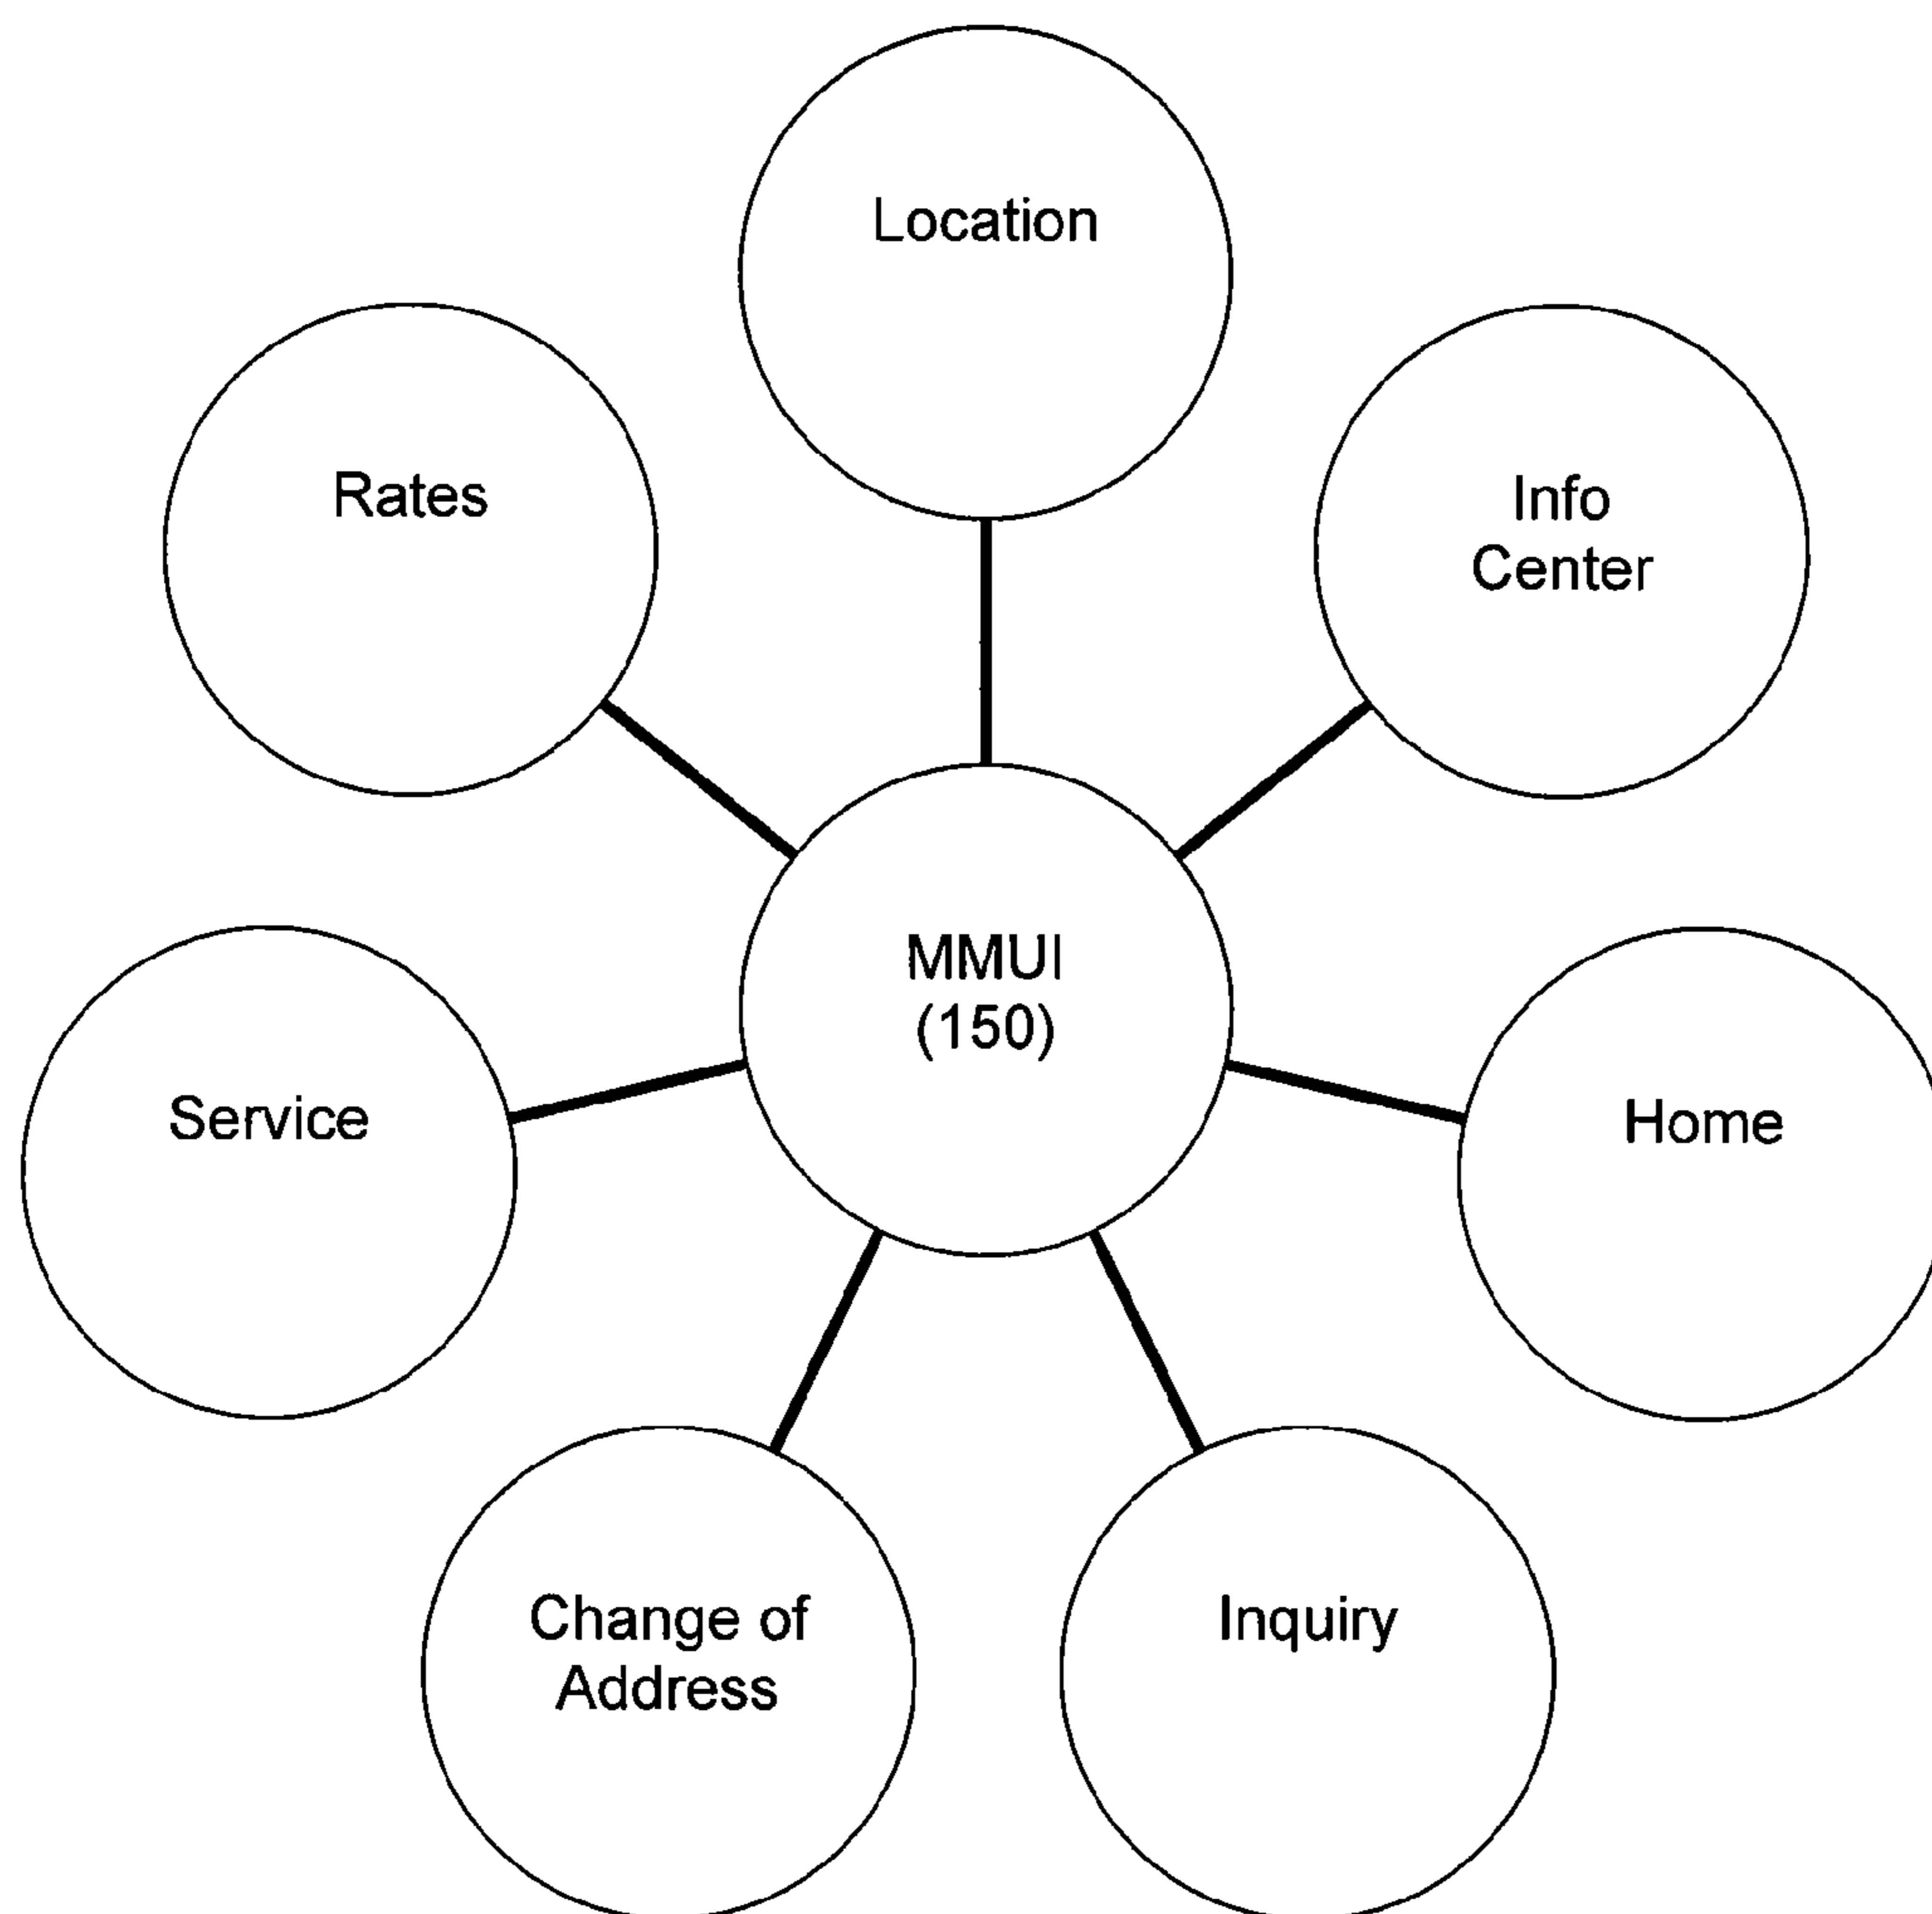 Location
Rates
Info
Center
MMUI
(150)
Service
Home
Change of
Address
Inquiry